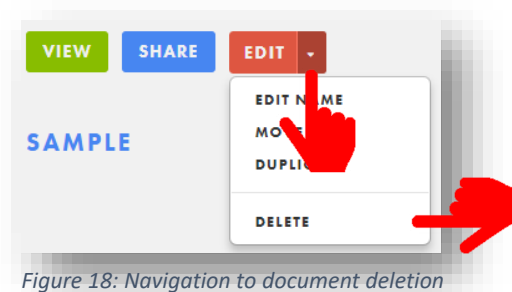 VIEW SHARE EDIT
SAMPLE
EDIT
DELETE
Figure 18: Navigation to document deletion